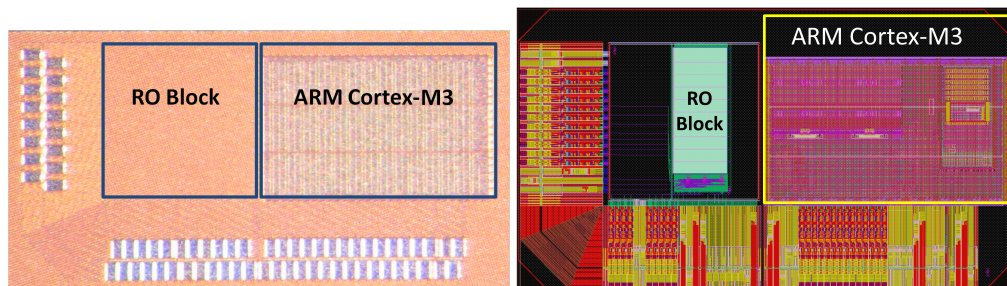 RO Block
ARM Cortex-M3
RO
Block
ARM Cortex-M3